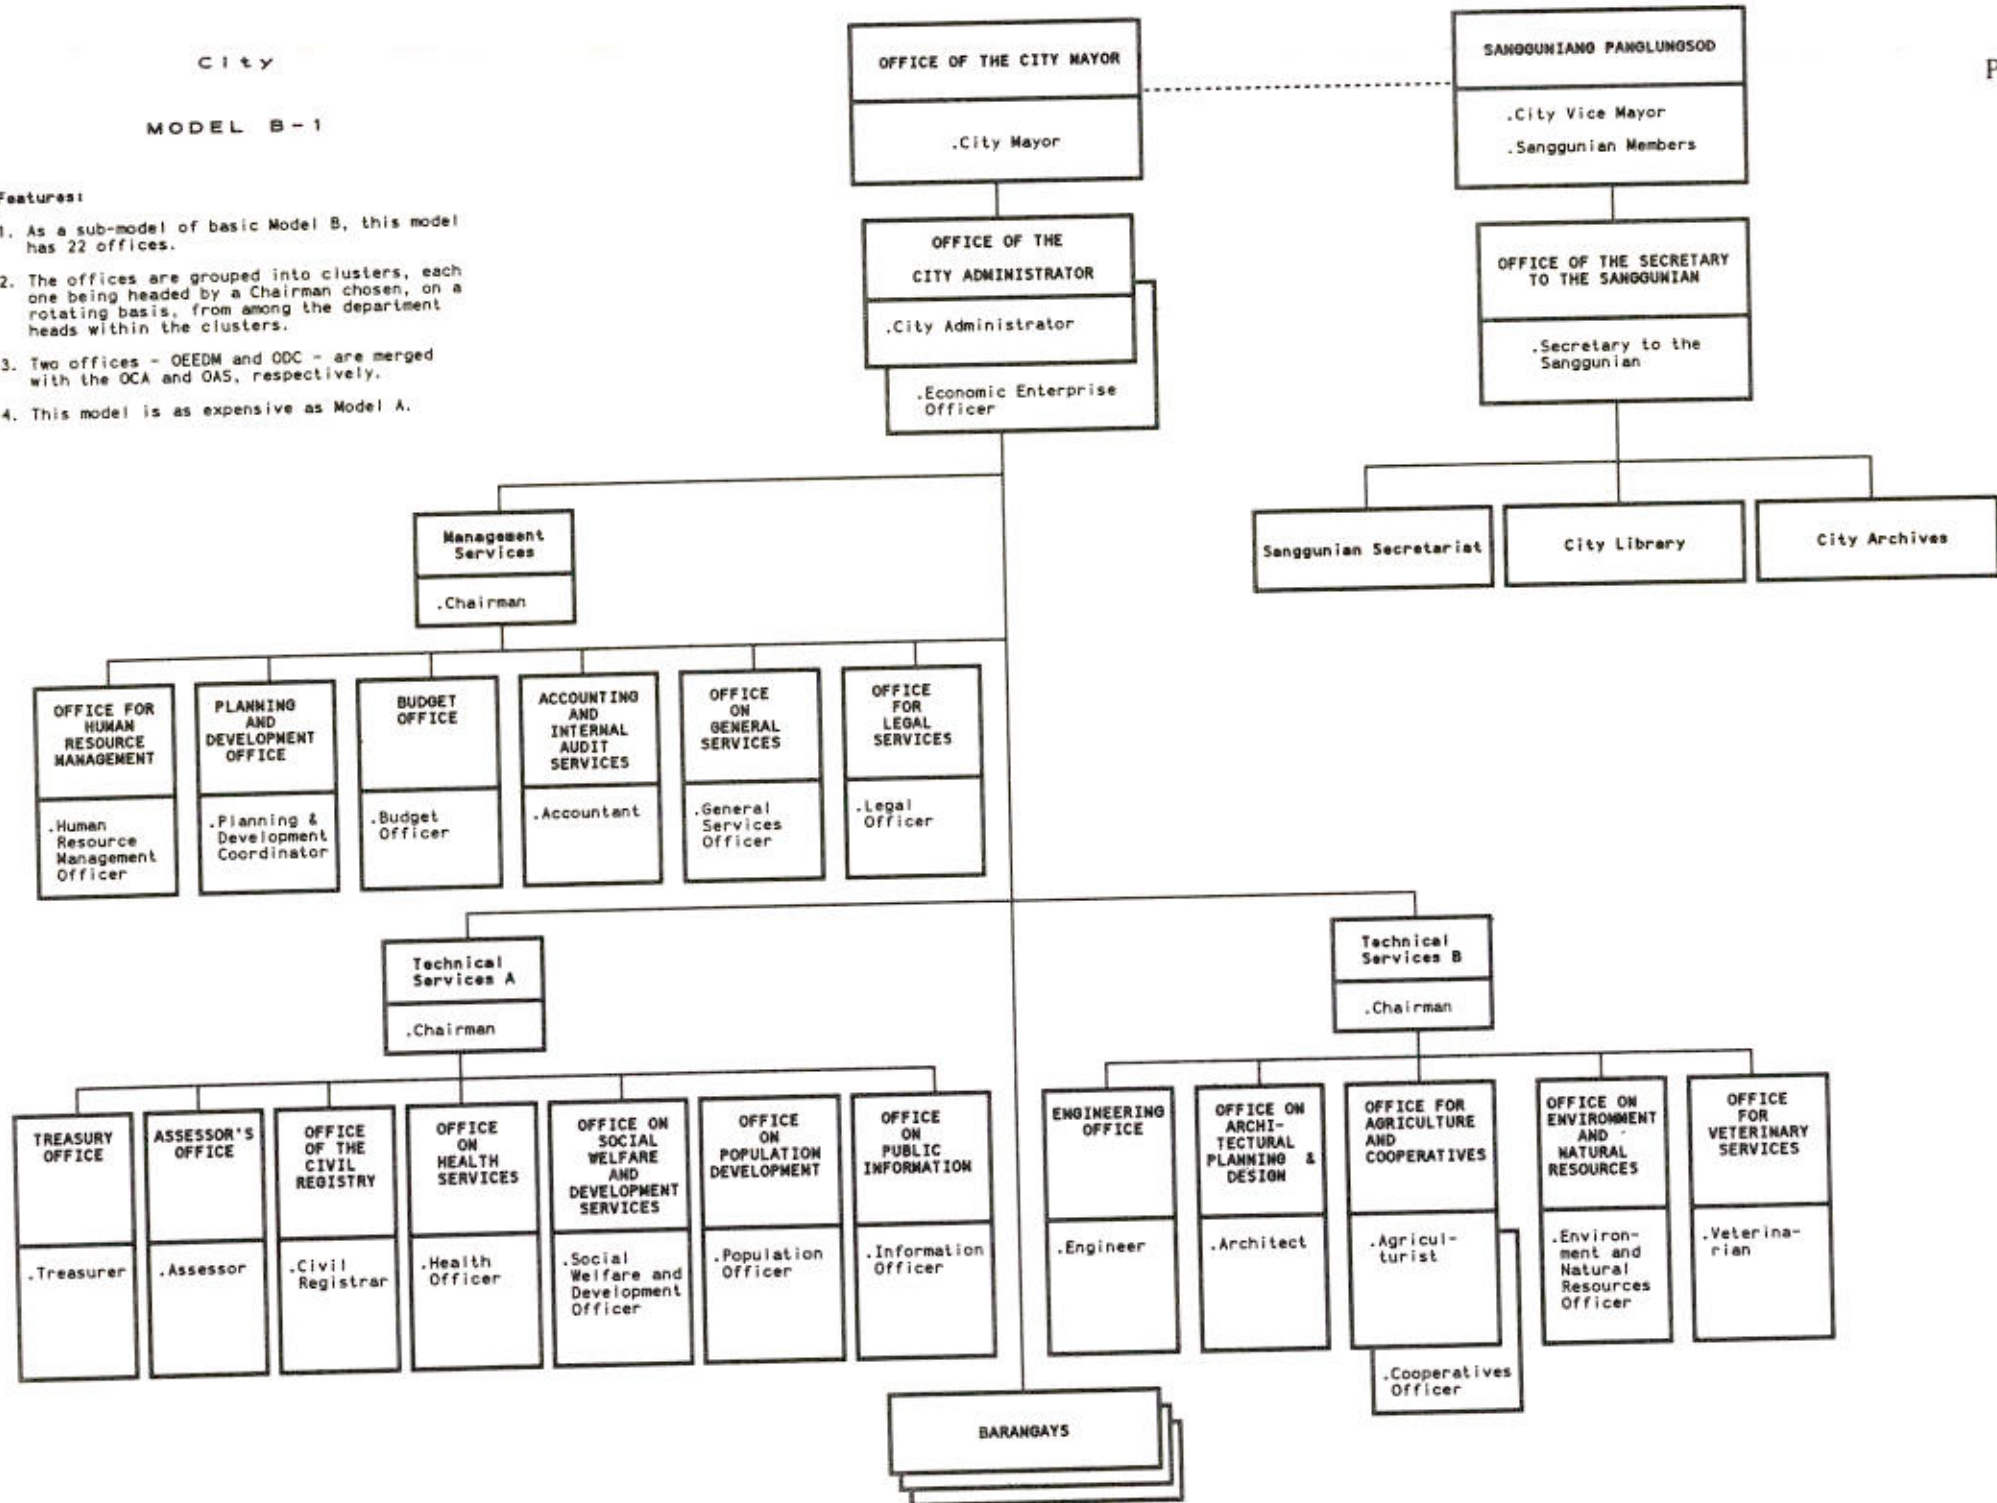 City
MODEL B-1
Features:
1. As a sub-model of basic Model B, this model
has 22 offices.
2. The offices are grouped into clusters, each
one being headed by a Chairman chosen, on a
rotating basis, from among the department
heads within the clusters.
3. Two offices - OEEDM and ODC - are merged
with the OCA and OAS, respectively.
4. This model is as expensive as Model A.
OFFICE OF THE CITY MAYOR
.City Mayor
SANGGUNIANG PANGLUNGSOD
.City Vice Mayor
.Sanggunian Members
P
OFFICE OF THE
CITY ADMINISTRATOR
.City Administrator
.Economic Enterprise
Officer
OFFICE OF THE SECRETARY
TO THE SANGGUNIAN
.Secretary to the
Sanggunian
Sanggunian Secretariat
City Library
City Archives
Management
Services
.Chairman
OFFICE FOR
HUMAN
RESOURCE
MANAGEMENT
.Human
Resource
Management
Officer
PLANNING
AND
DEVELOPMENT
OFFICE
.Planning &
Development
Coordinator
BUDGET
OFFICE
.Budget
Officer
ACCOUNTING
AND
INTERNAL
AUDIT
SERVICES
.Accountant
OFFICE
ON
GENERAL
SERVICES
.General
Services
Officer
OFFICE
FOR
LEGAL
SERVICES
.Legal
Officer
Technical
Services A
.Chairman
Technical
Services B
.Chairman
TREASURY
OFFICE
.Treasurer
ASSESSOR'S
OFFICE
.Assessor
OFFICE
OF THE
CIVIL
REGISTRY
.Civil
Registrar
OFFICE
ON
HEALTH
SERVICES
.Health
Officer
OFFICE ON
SOCIAL
WELFARE
AND
DEVELOPMENT
SERVICES
.Social
Welfare and
Development
Officer
OFFICE
ON
POPULATION
DEVELOPMENT
.Population
Officer
OFFICE
ON
PUBLIC
INFORMATION
.Information
Officer
ENGINEERING
OFFICE
.Engineer
OFFICE ON
ARCHI-
TECTURAL
PLANNING &
DESIGN
.Architect
OFFICE FOR
AGRICULTURE
AND
COOPERATIVES
.Agricul-
turist
.Cooperatives
Officer
OFFICE ON
ENVIRONMENT
AND
NATURAL
RESOURCES
.Environ-
ment and
Natural
Resources
Officer
OFFICE
FOR
VETERINARY
SERVICES
.Veterina-
rian
BARANGAYS